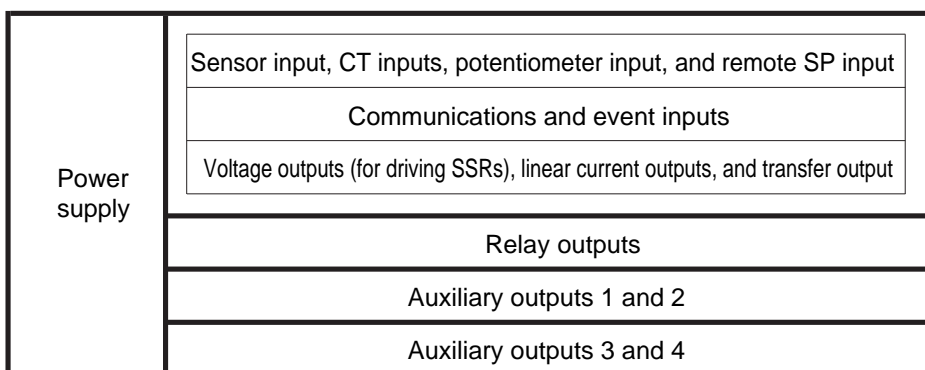 Power
supply
Sensor input, CT inputs, potentiometer input, and remote SP input
Communications and event inputs
Voltage outputs (for driving SSRs), linear current outputs, and transfer output
Relay outputs
Auxiliary outputs 1 and 2
Auxiliary outputs 3 and 4